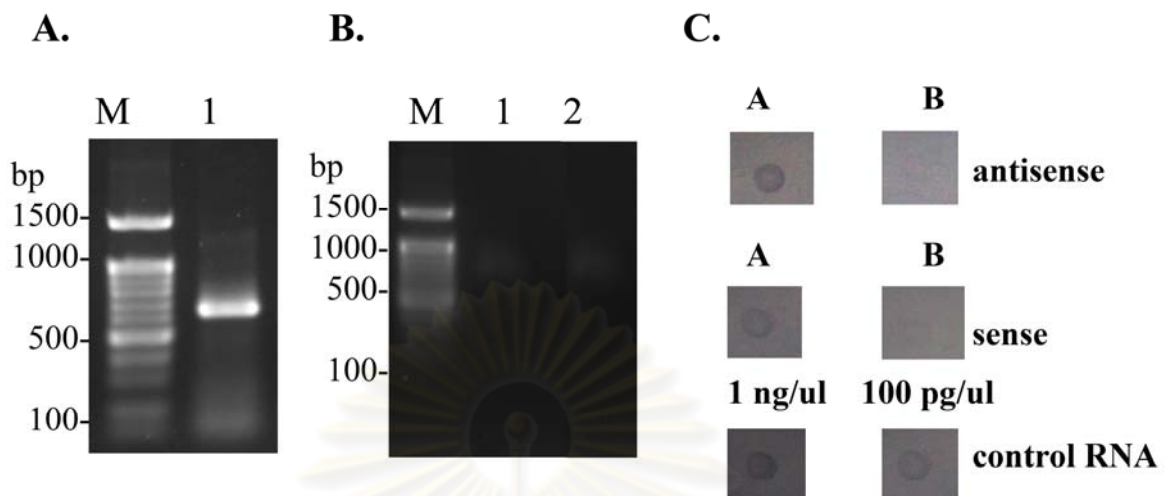 A.
M 1
bp
1500-
1000-
500-
100-
B.
M 1 2
bp
1500-
1000-
500-
100-
C.
A B
antisense
A B
sense
1 ng/ul 100 pg/ul
control RNA